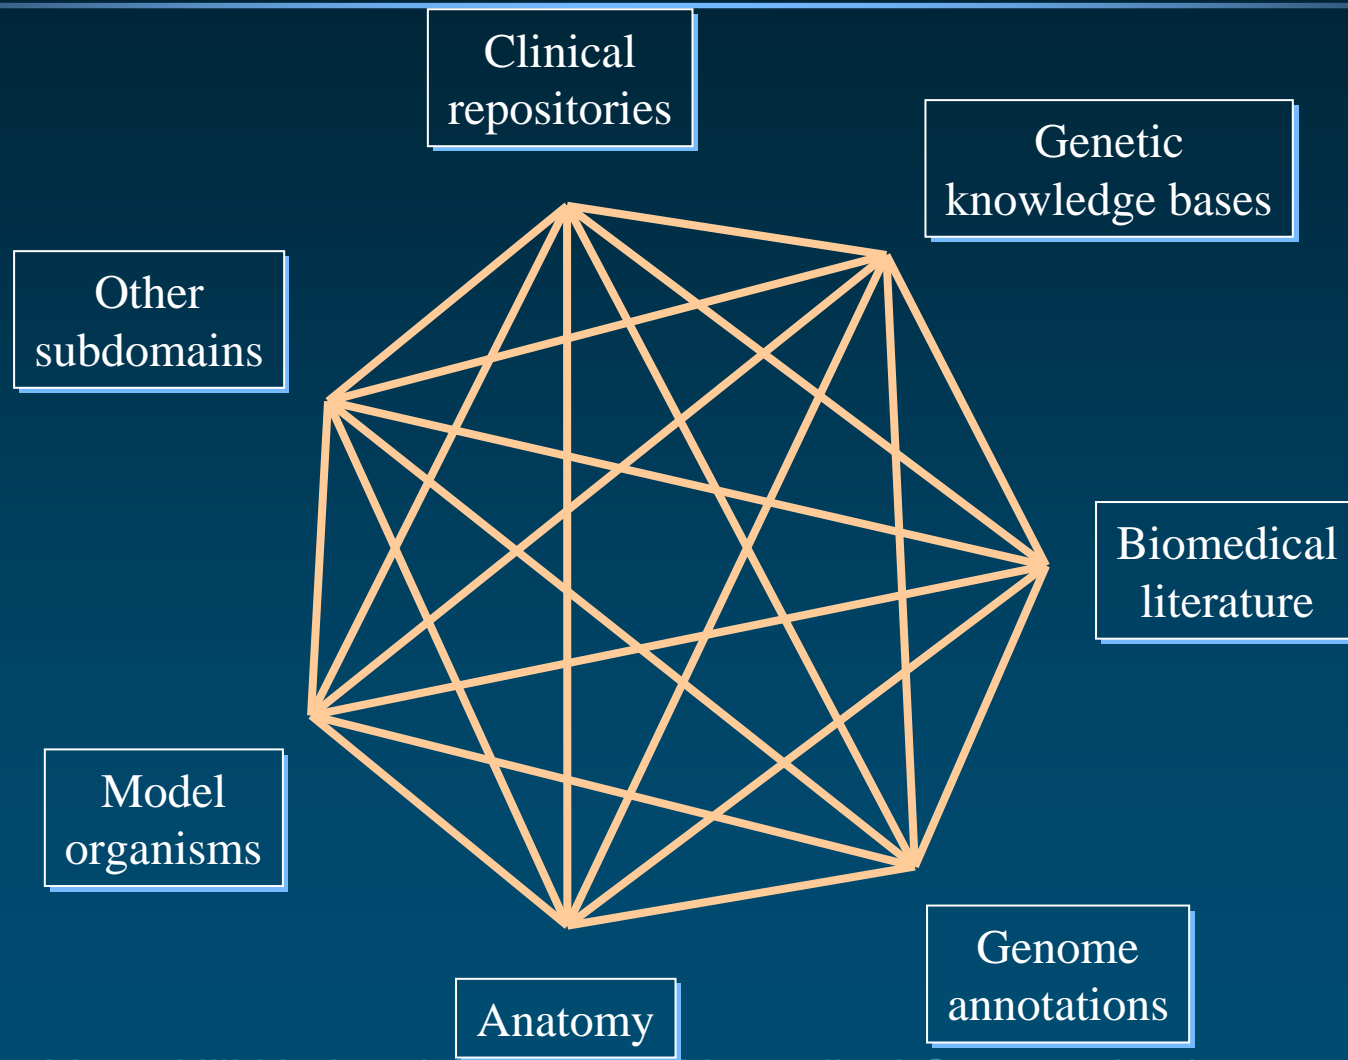 Clinical
repositories
Genetic
knowledge bases
Other
subdomains
Biomedical
literature
Model
organisms
Genome
annotations
Anatomy